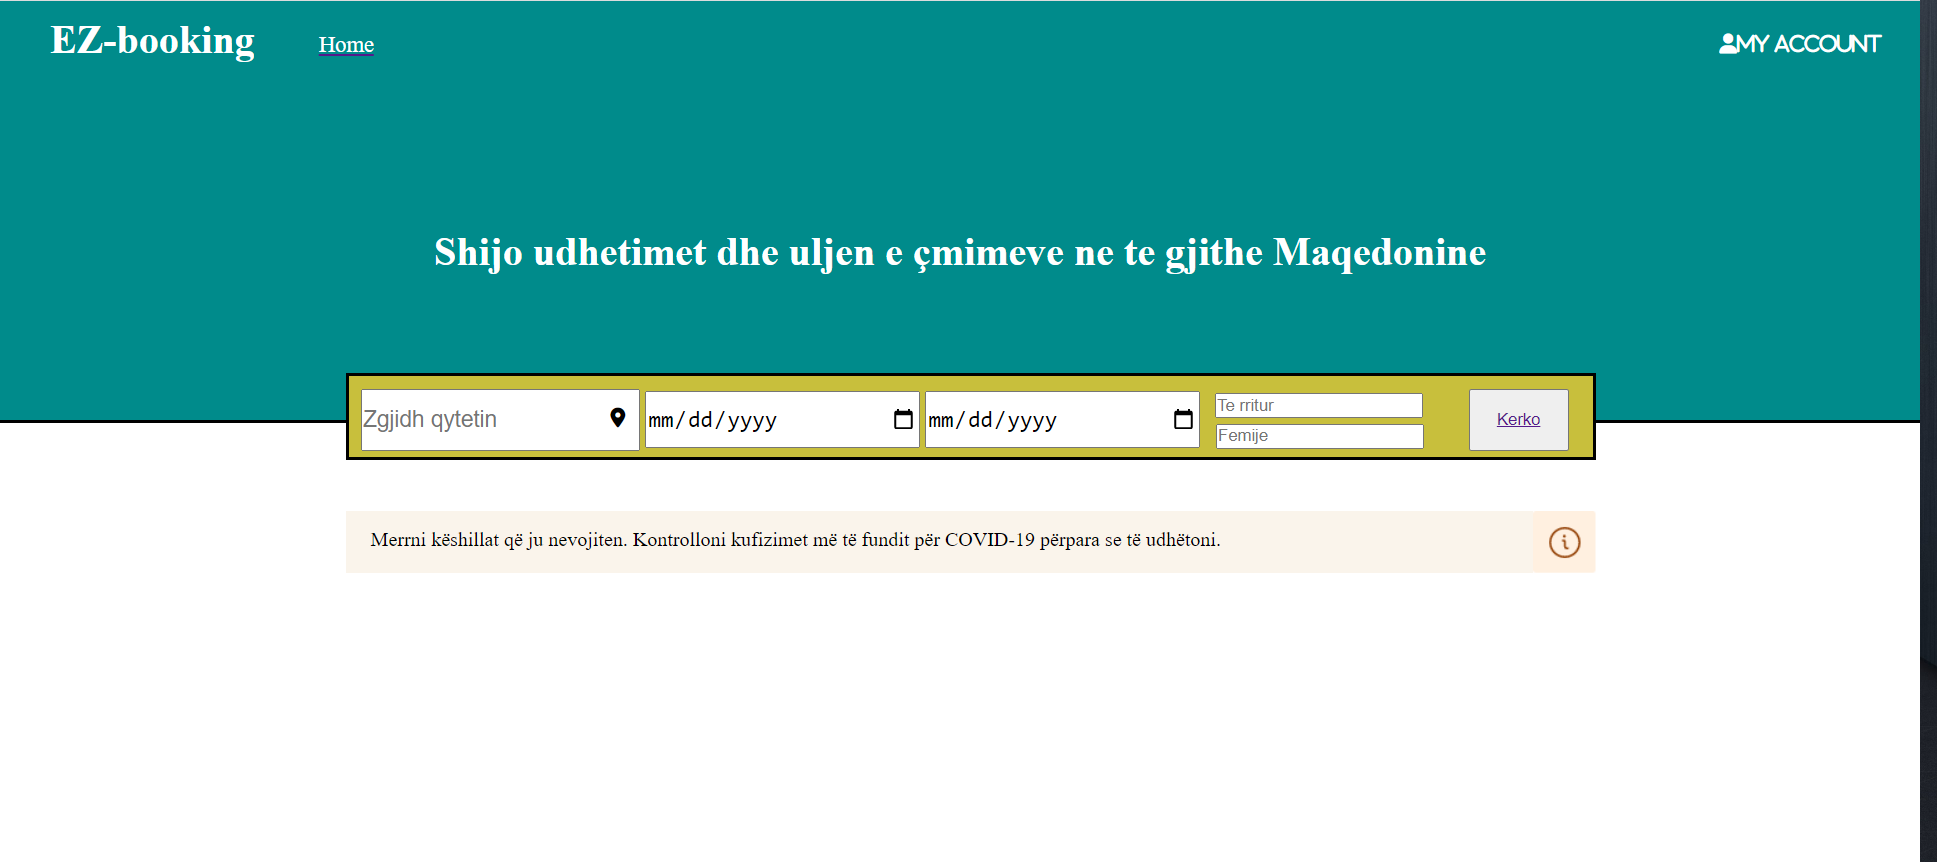 EZ-booking
Home
MY ACCOUNT
Shijo udhetimet dhe uljen e çmimeve ne te gjithe Maqedonine
Zgjidh qytetin
mm/dd/yyyy
mm/dd/yyyy
Te rritur
Femije
Kerko
Merrni këshillat që ju nevojiten. Kontrolloni kufizimet më të fundit për COVID-19 përpara se të udhëtoni.